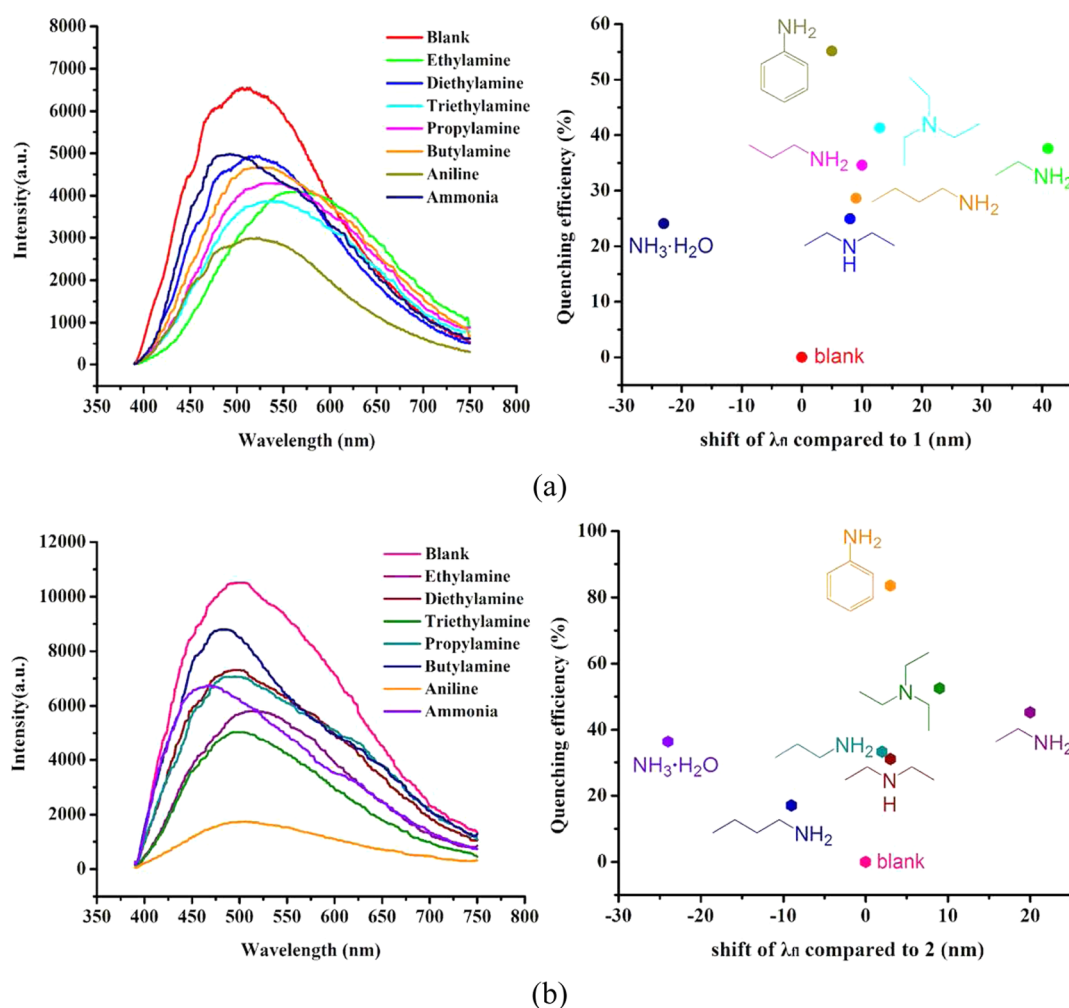 Blank
Ethylamine
Diethylamine
Triethylamine
Propylamine
Butylamine
Aniline
Ammonia
8000
7000
6000
5000
4000
3000
2000
1000
0
Intensity(a.u.)
350 400 450 500 550 600 650 700 750 800
Wavelength (nm)
60
50
40
30
20
10
0
Quenching efficiency (%)
NH2
N
NH2
NH2
NH2
NH3·H2O
N
H
blank
-30 -20 -10 0 10 20 30 40
shift of λfl compared to 1 (nm)
(a)
12000
10000
8000
6000
4000
2000
0
Intensity(a.u.)
Blank
Ethylamine
Diethylamine
Triethylamine
Propylamine
Butylamine
Aniline
Ammonia
350 400 450 500 550 600 650 700 750 800
Wavelength (nm)
100
80
60
40
20
0
Quenching efficiency (%)
NH2
N
NH2
NH2
NH3·H2O
N
H
NH2
blank
-30 -20 -10 0 10 20
shift of λfl compared to 2 (nm)
(b)